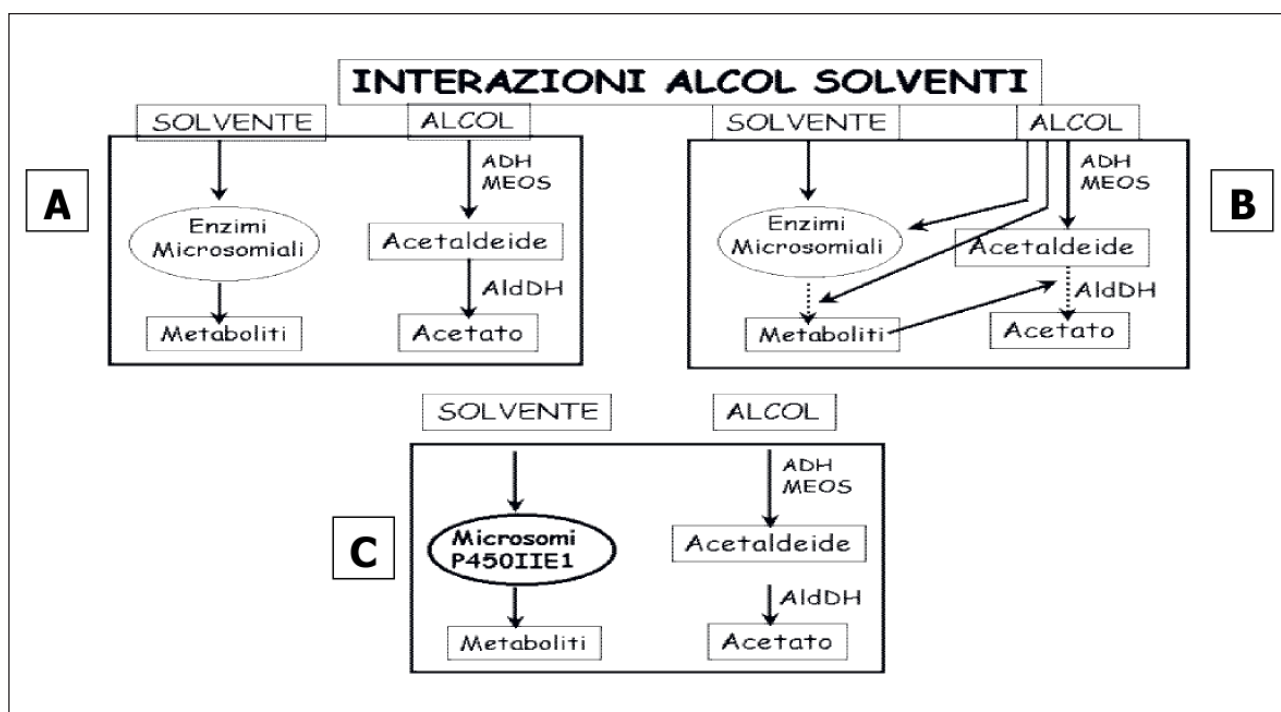 INTERAZIONI ALCOL SOLVENTI
A
SOLVENTE
ALCOL
ADH
MEOS
Enzimi
Microsomiali
Acetaldeide
AldDH
Metaboliti
Acetato
B
SOLVENTE
ALCOL
ADH
MEOS
Enzimi
Microsomiali
Acetaldeide
AldDH
Metaboliti
Acetato
C
SOLVENTE
ALCOL
ADH
MEOS
Microsomi
P450IIE1
Acetaldeide
AldDH
Metaboliti
Acetato